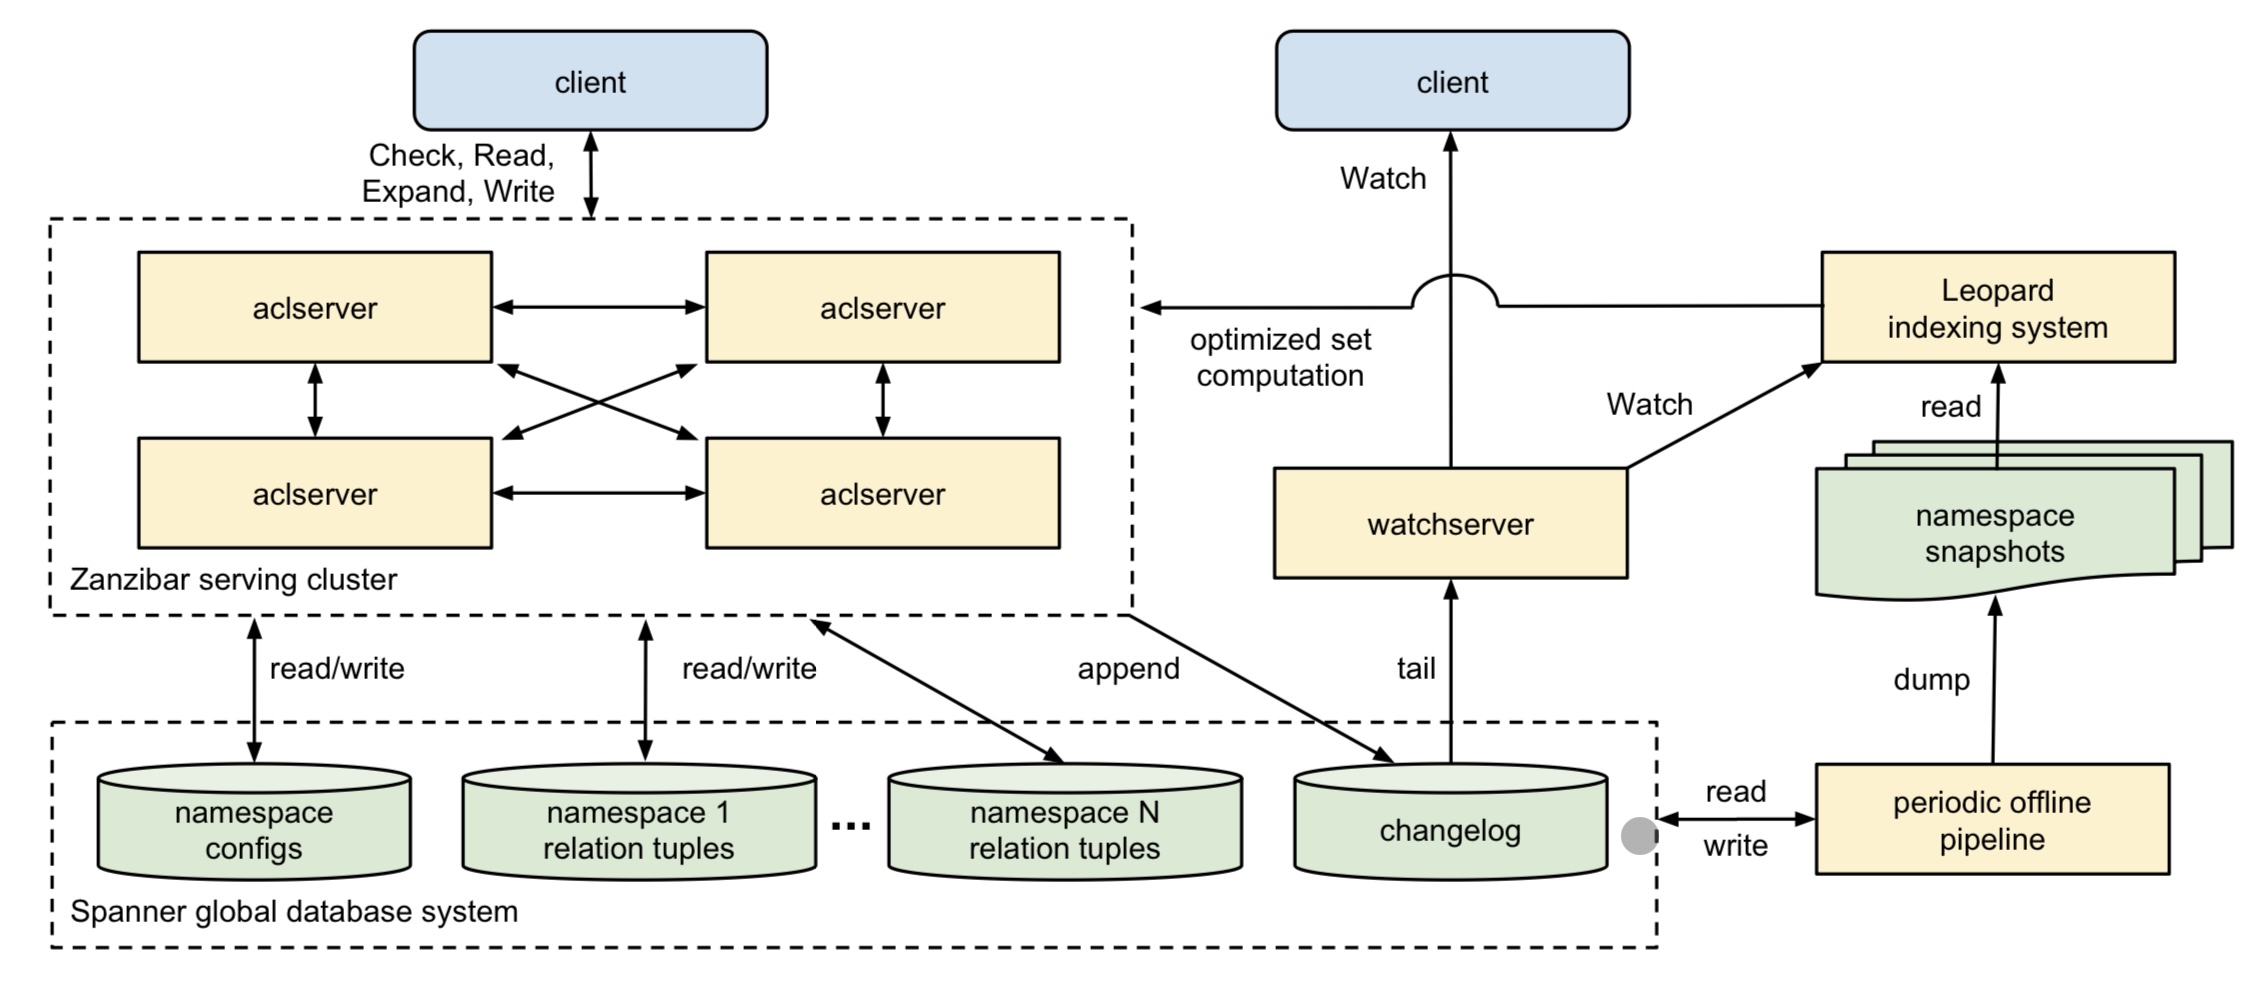 client
client
Check, Read,
Expand, Write
Watch
aclserver
aclserver
Leopard
indexing system
optimized set
computation
Watch
read
aclserver
aclserver
watchserver
namespace
snapshots
Zanzibar serving cluster
read/write
read/write
append
tail
dump
namespace
configs
namespace 1
relation tuples
...
namespace N
relation tuples
changelog
read
write
periodic offline
pipeline
Spanner global database system